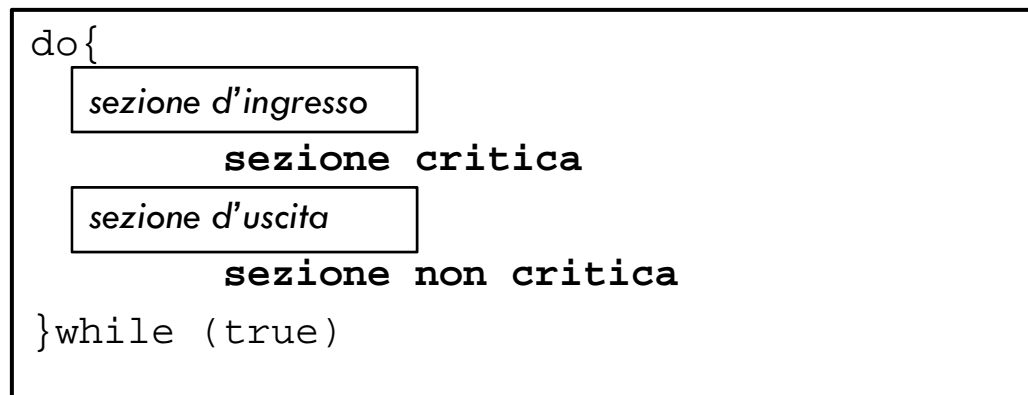 do{
sezione d'ingresso
sezione critica
sezione d'uscita
sezione non critica
}while (true)